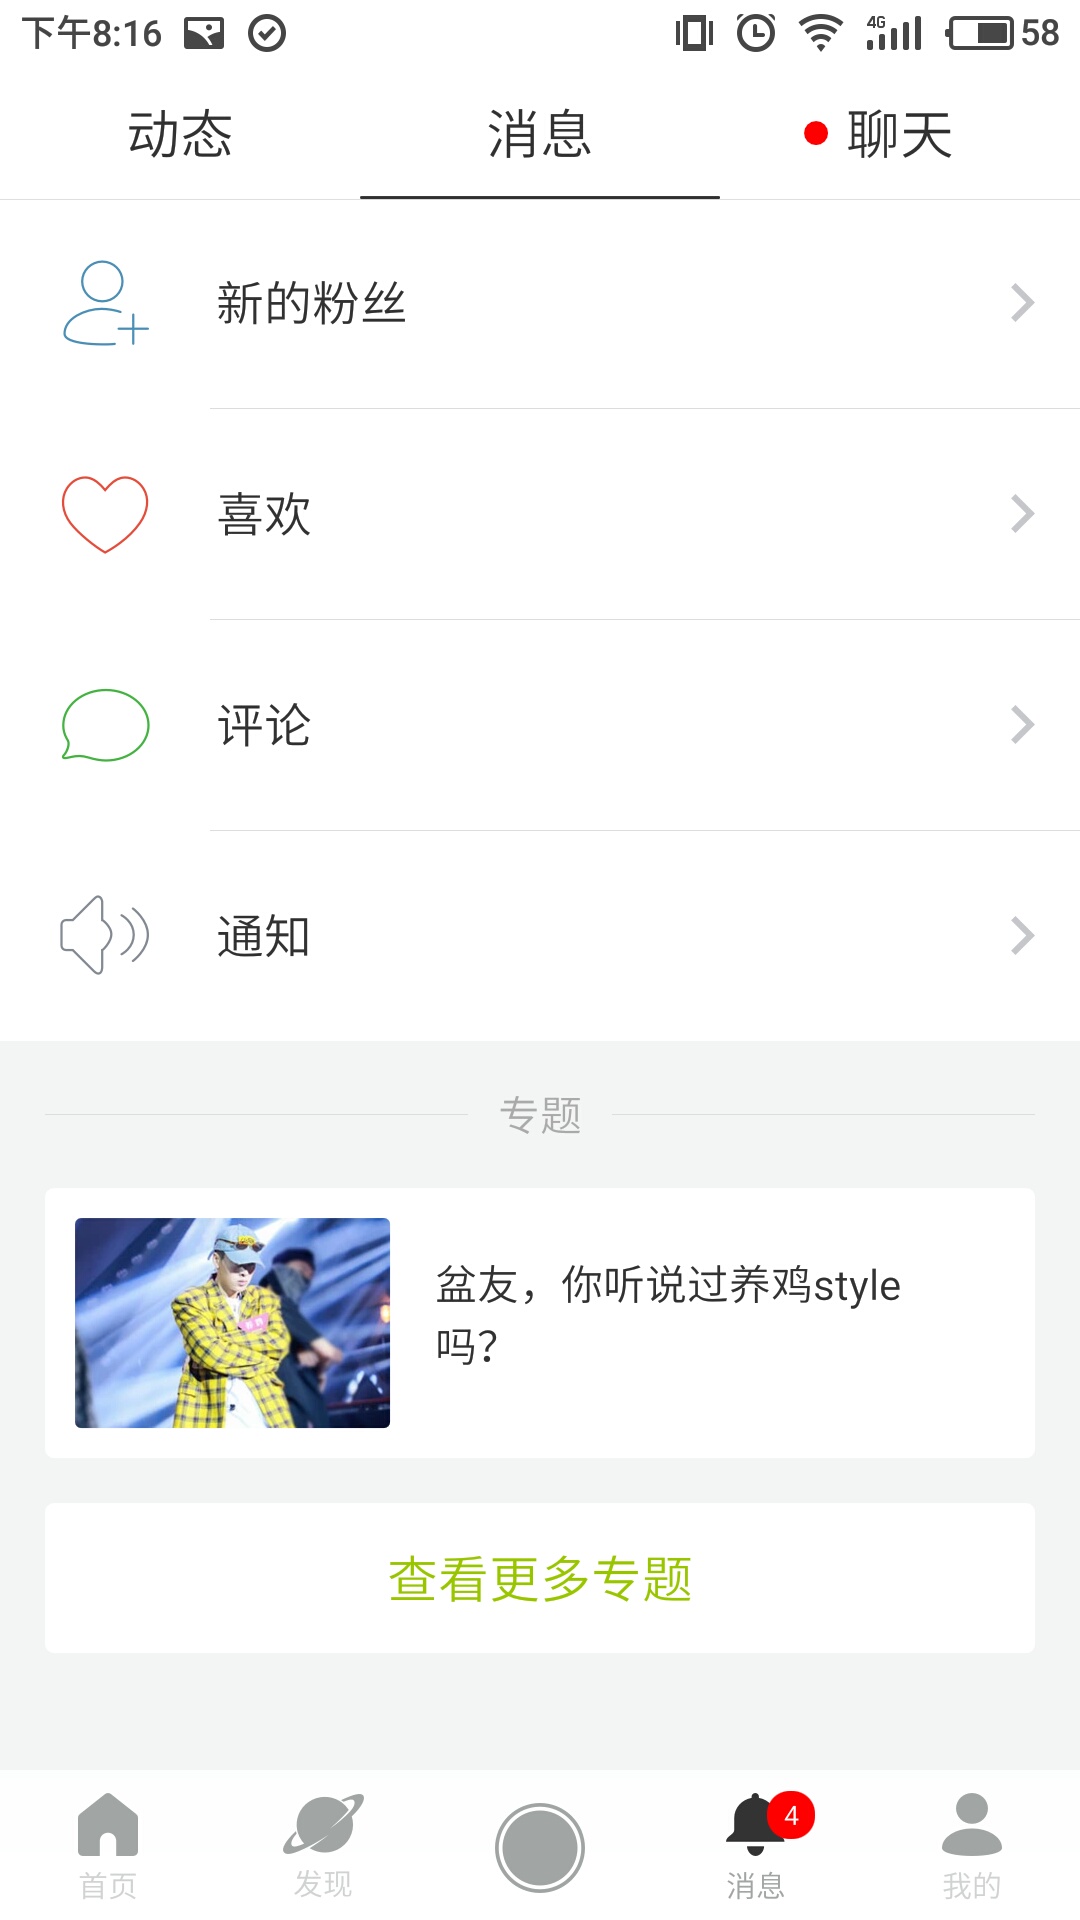 下午8:16
4G
58
动态
消息
聊天
新的粉丝
喜欢
评论
通知
专题
盆友，你听说过养鸡style
吗？
查看更多专题
首页
发现
4
消息
我的